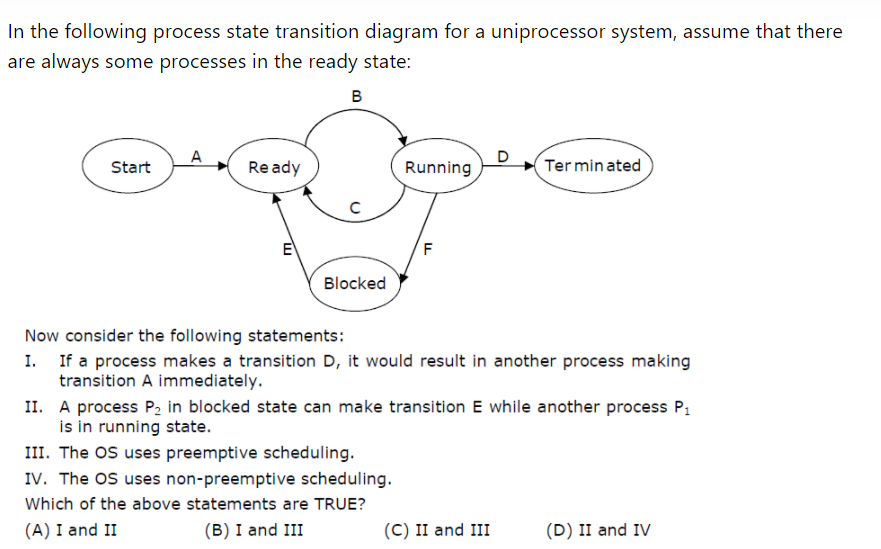 In the following process state transition diagram for a uniprocessor system, assume that there
are always some processes in the ready state:
B
Start
A
Ready
Running
D
Terminated
C
E
F
Blocked
Now consider the following statements:
I. If a process makes a transition D, it would result in another process making
transition A immediately.
II. A process P₂ in blocked state can make transition E while another process P₁
is in running state.
III. The OS uses preemptive scheduling.
IV. The OS uses non-preemptive scheduling.
Which of the above statements are TRUE?
(A) I and II (B) I and III (C) II and III (D) II and IV